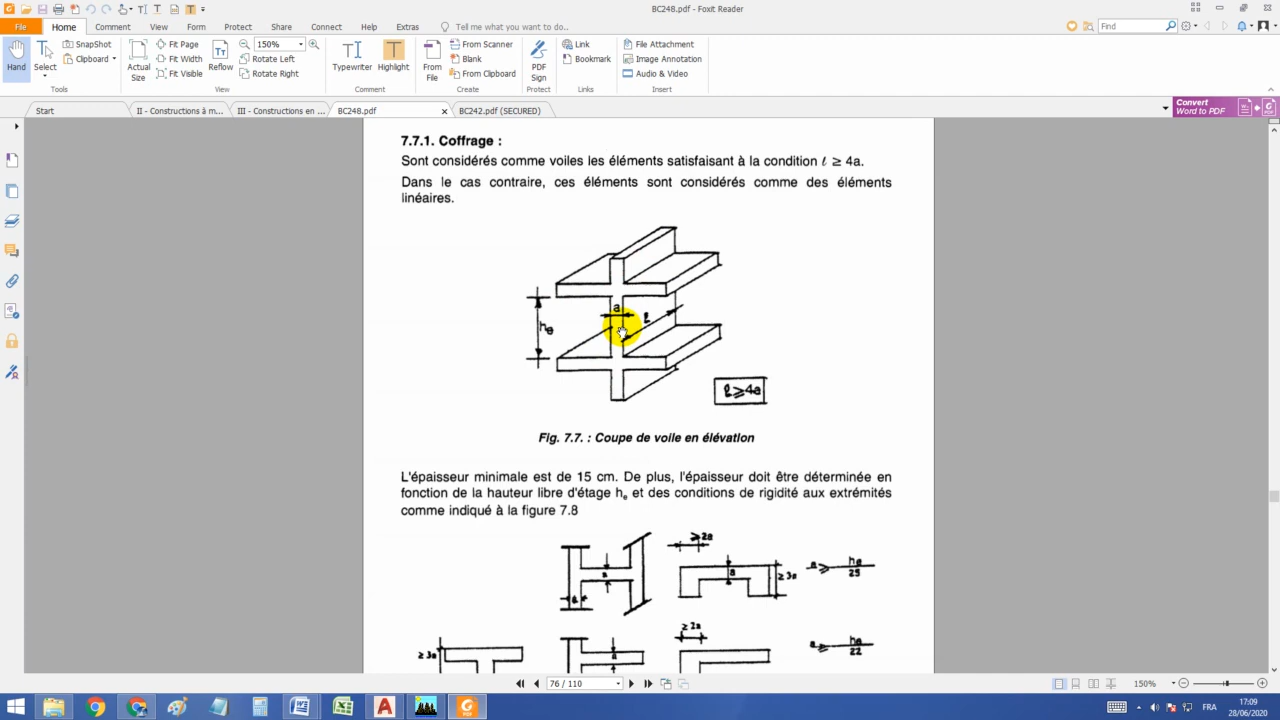 BC248.pdf - Foxit Reader
File Home Comment View Form Protect Share Connect Help Extras Tell me what you want to do.. Find
Hand
Select
SnapShot
Clipboard
Actual Size
Fit Page
Fit Width
Fit Visible
Reflow
150%
Rotate Left
Rotate Right
Typewriter
Highlight
From File
From Scanner
Blank
From Clipboard
PDF Sign
Link
Bookmark
File Attachment
Image Annotation
Audio & Video
Tools View Comment Create Protect Links Insert
Start II - Constructions à m... III - Constructions en ... BC248.pdf BC242.pdf (SECURED)
Convert
Word to PDF
7.7.1. Coffrage :
Sont considérés comme voiles les éléments satisfaisant à la condition ℓ ≥ 4a.
Dans le cas contraire, ces éléments sont considérés comme des éléments
linéaires.
a
ℓ
he
ℓ≥4a
Fig. 7.7. : Coupe de voile en élévation
L'épaisseur minimale est de 15 cm. De plus, l'épaisseur doit être déterminée en
fonction de la hauteur libre d'étage he et des conditions de rigidité aux extrémités
comme indiqué à la figure 7.8
≥2a
a
a
a
≥ 3a
a ≥ he/25
≥ 2a
≥ 3a
a
a ≥ he/22
76 / 110
150%
FRA
17:09
28/06/2020